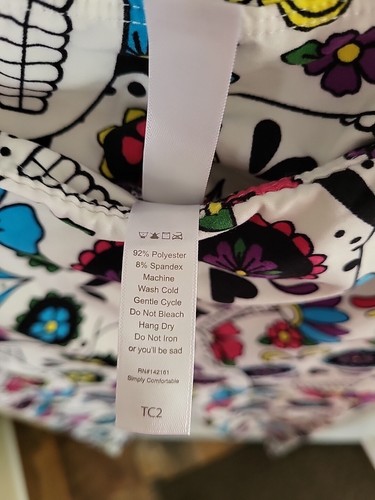 92% Polyester
8% Spandex
Machine
Wash Cold
Gentle Cycle
Do Not Bleach
Hang Dry
Do Not Iron
or you'll be sad
RN#142161
Simply Comfortable
TC2